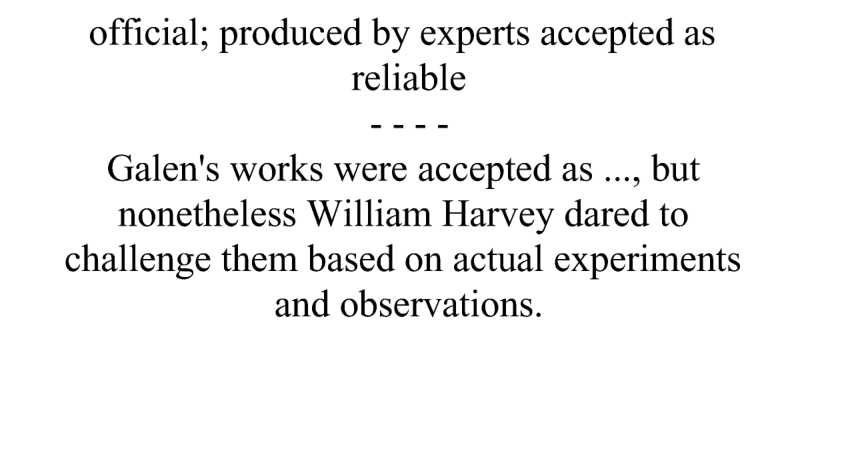 official; produced by experts accepted as
reliable
- - - -
Galen's works were accepted as ..., but
nonetheless William Harvey dared to
challenge them based on actual experiments
and observations.